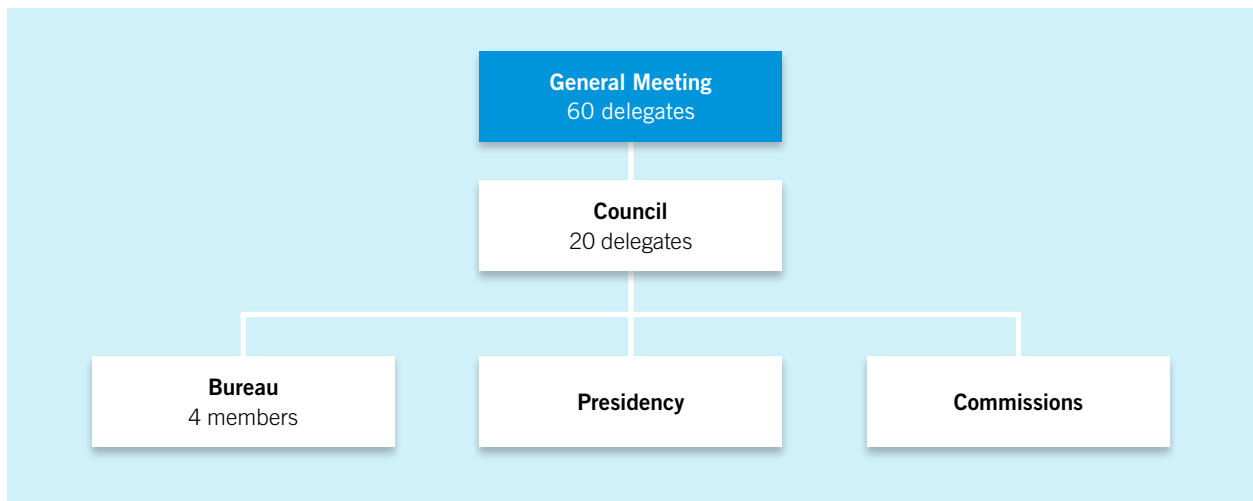 General Meeting
60 delegates
Council
20 delegates
Bureau
4 members
Presidency
Commissions